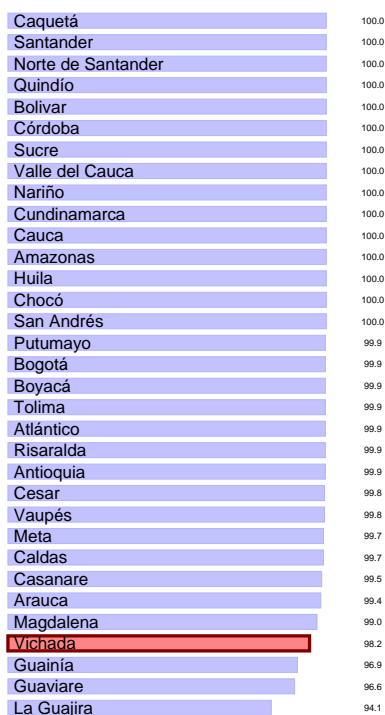 Caquetá 100.0
Santander 100.0
Norte de Santander 100.0
Quindío 100.0
Bolivar 100.0
Córdoba 100.0
Sucre 100.0
Valle del Cauca 100.0
Nariño 100.0
Cundinamarca 100.0
Cauca 100.0
Amazonas 100.0
Huila 100.0
Chocó 100.0
San Andrés 100.0
Putumayo 99.9
Bogotá 99.9
Boyacá 99.9
Tolima 99.9
Atlántico 99.9
Risaralda 99.9
Antioquia 99.9
Cesar 99.8
Vaupés 99.8
Meta 99.7
Caldas 99.7
Casanare 99.5
Arauca 99.4
Magdalena 99.0
Vichada 98.2
Guainía 96.9
Guaviare 96.6
La Guajira 94.1